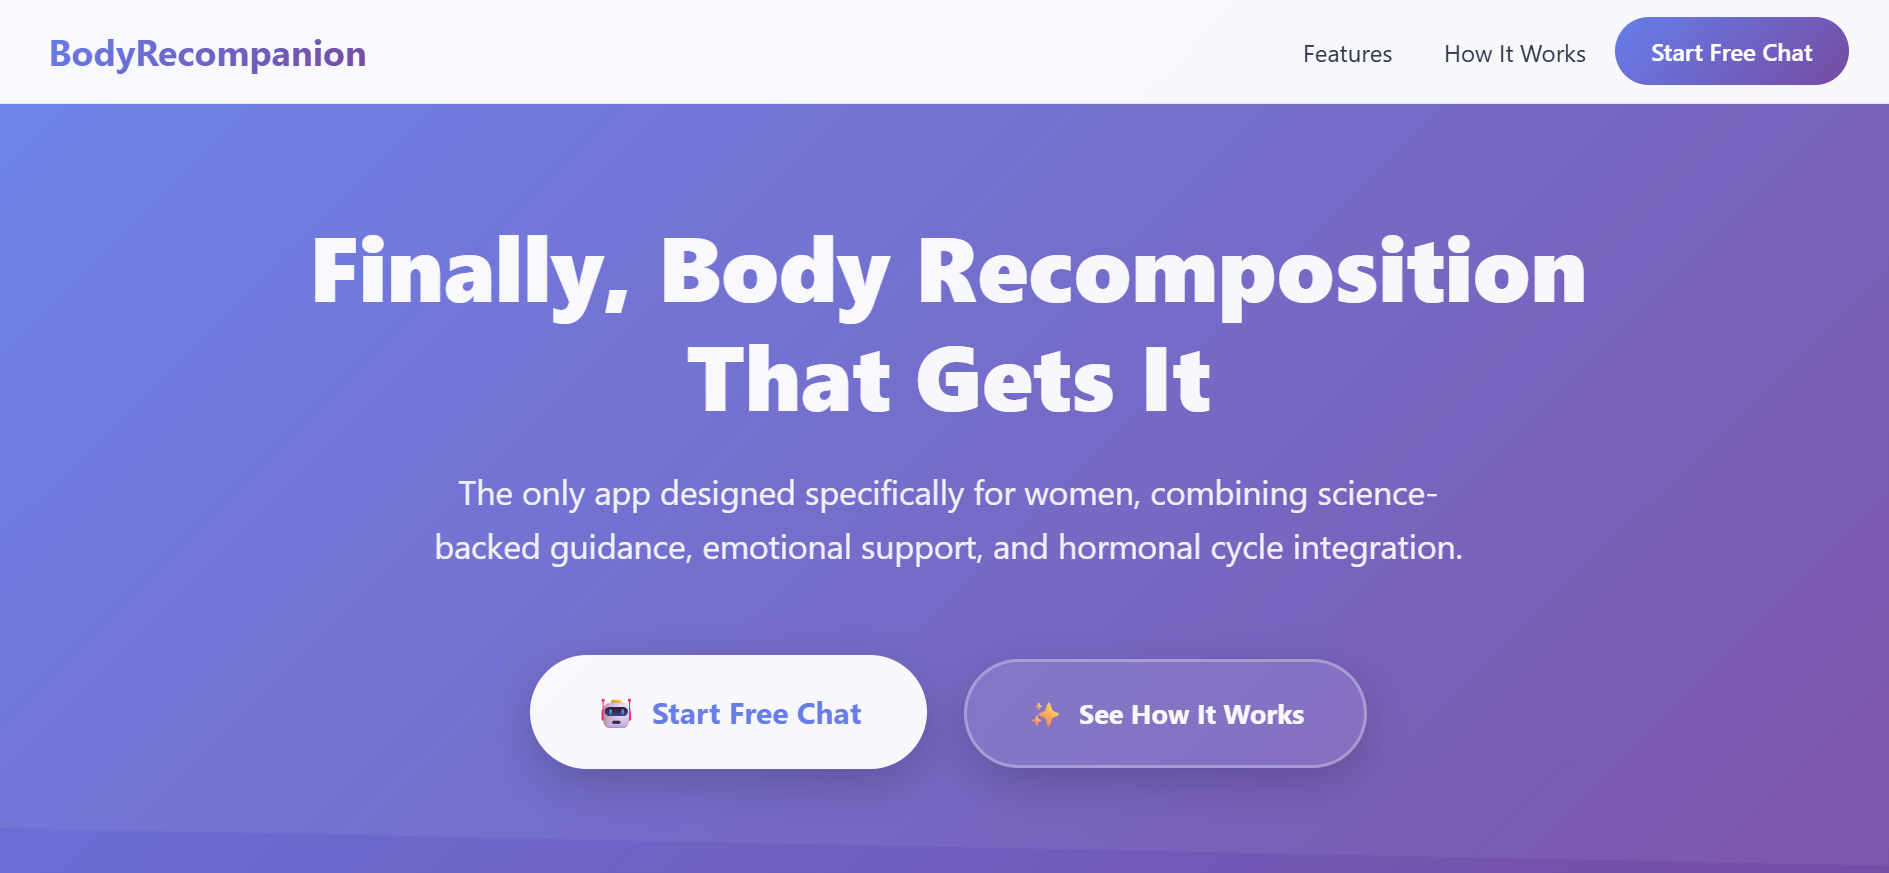 BodyRecompanion
Features
How It Works
Start Free Chat
Finally, Body Recomposition
That Gets It
The only app designed specifically for women, combining science-
backed guidance, emotional support, and hormonal cycle integration.
Start Free Chat
See How It Works